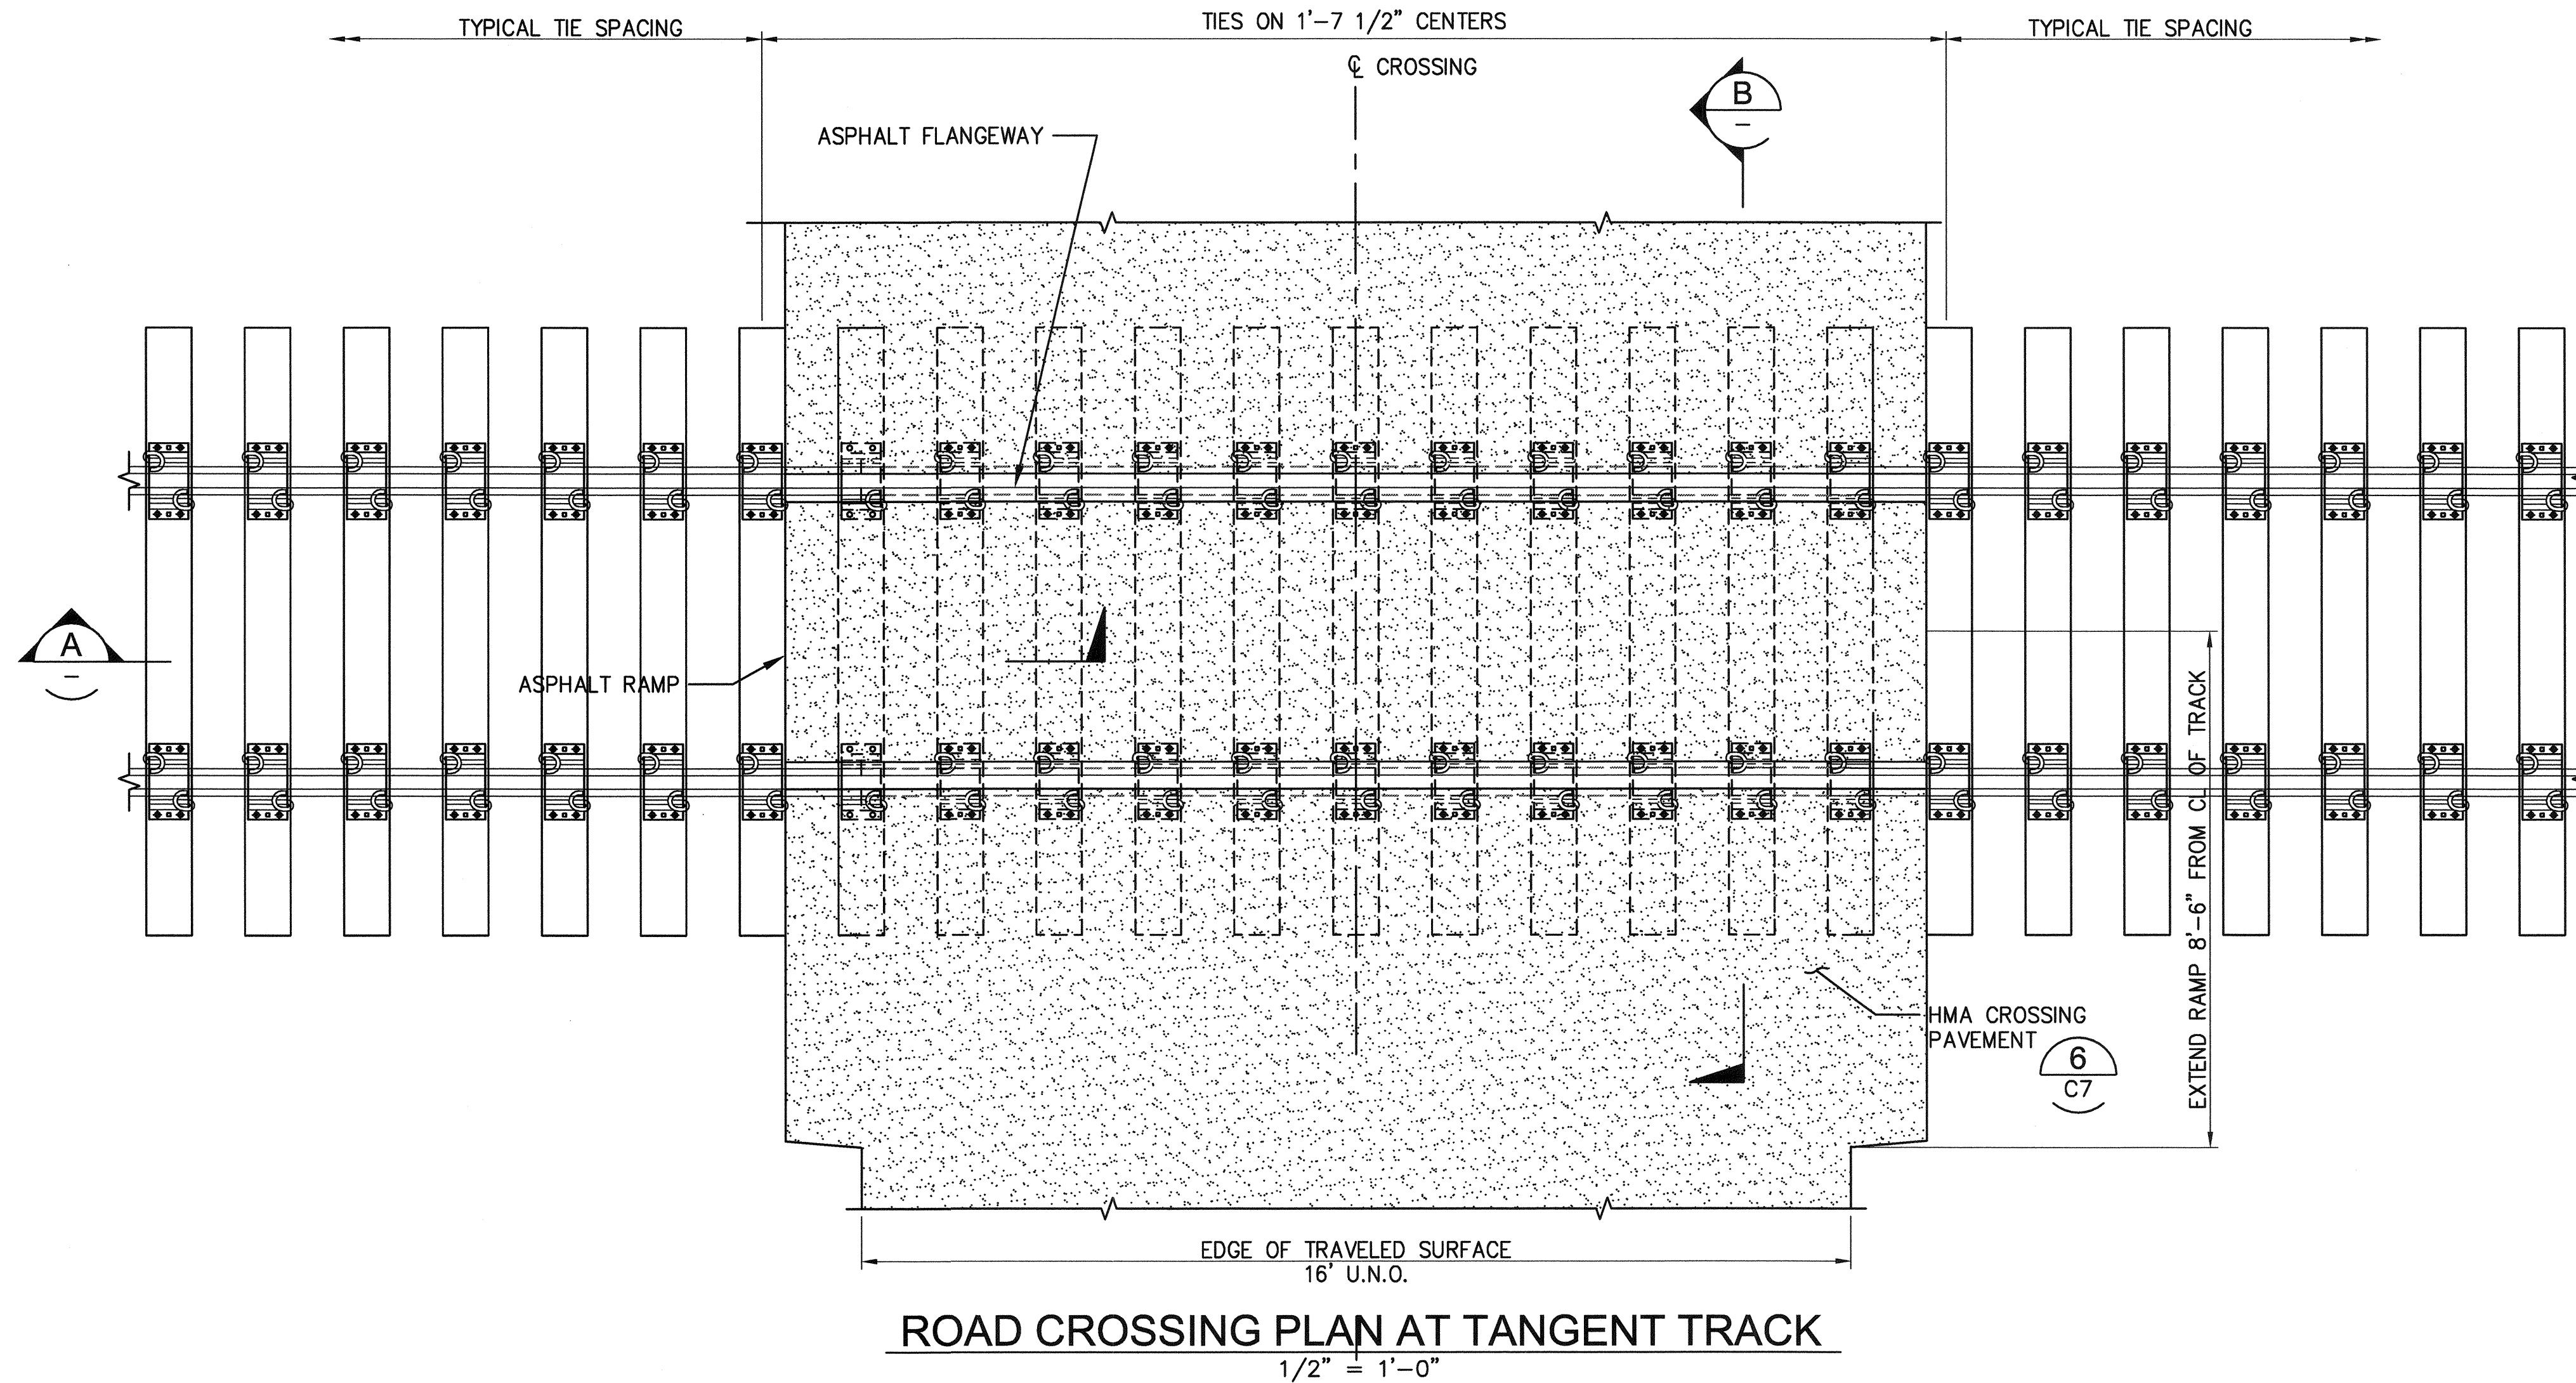 TYPICAL TIE SPACING
TIES ON 1'-7 1/2" CENTERS
TYPICAL TIE SPACING
℄ CROSSING
B
-
ASPHALT FLANGEWAY
A
-
ASPHALT RAMP
EXTEND RAMP 8'-6" FROM CL OF TRACK
HMA CROSSING
PAVEMENT
6
C7
EDGE OF TRAVELED SURFACE
16' U.N.O.
ROAD CROSSING PLAN AT TANGENT TRACK
1/2" = 1'-0"